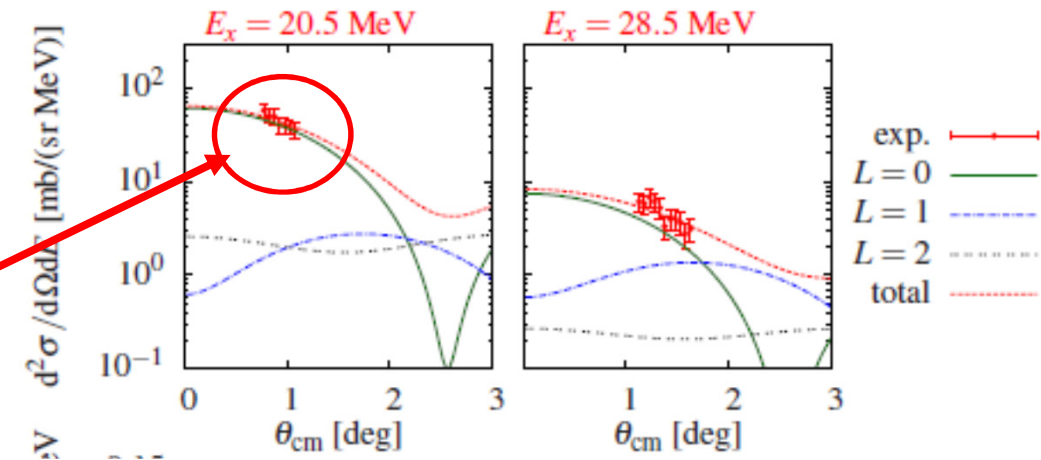 E_x = 20.5 MeV
E_x = 28.5 MeV
d²σ/dΩdE [mb/(sr MeV)]
10²
10¹
10⁰
10⁻¹
0 1 2 3
1 2 3
θ_cm [deg]
θ_cm [deg]
exp.
L = 0
L = 1
L = 2
total